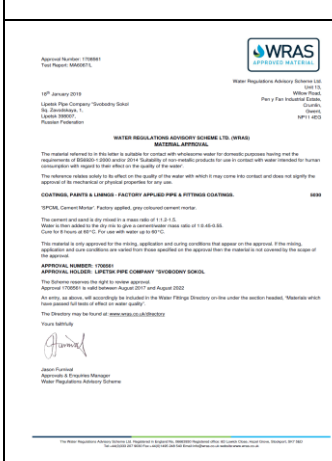 WRAS
APPROVED MATERIAL
Approval Number: 1708561
Test Report: MA60673,
Water Regulations Advisory Scheme Ltd.
Unit 13,
Willow Road,
Pen y Fan Industrial Estate,
Crumlin,
Gwent,
NP11 4EG
16th January 2019
Lipetsk Pipe Company "Svobodny Sokol
Sq. Zavodskaya, 1,
Lipetsk 398007,
Russian Federation
WATER REGULATIONS ADVISORY SCHEME LTD. (WRAS)
MATERIAL APPROVAL
The material referred to in this letter is suitable for contact with wholesome water for domestic purposes having met the
requirements of BS6920-1:2000 and/or 2014 'Suitability of non-metallic products for use in contact with water intended for human
consumption with regard to their effect on the quality of the water'.
The reference relates solely to its effect on the quality of the water with which it may come into contact and does not signify the
approval of its mechanical or physical properties for any use.
COATINGS, PAINTS & LININGS - FACTORY APPLIED PIPE & FITTINGS COATINGS. 5030
'SPCML Cement Mortar'. Factory applied, grey coloured cement mortar.
The cement and sand is dry mixed in a mass ratio of 1:1.2-1.5.
Water is then added to the dry mix to give a cement/water mass ratio of 1:0.45-0.55.
Cure for 8 hours at 60°C. For use with water up to 60°C.
This material is only approved for the mixing, application and curing conditions that appear on the approval. If the mixing,
application and cure conditions are varied from those specified on the approval then the material is not covered by the scope of
the approval.
APPROVAL NUMBER: 1708561
APPROVAL HOLDER: LIPETSK PIPE COMPANY "SVOBODNY SOKOL
The Scheme reserves the right to review approval.
Approval 1708561 is valid between August 2017 and August 2022
An entry, as above, will accordingly be included in the Water Fittings Directory on-line under the section headed, "Materials which
have passed full tests of effect on water quality".
The Directory may be found at: www.wras.co.uk/directory
Yours faithfully
Jason Furnival
Approvals & Enquiries Manager
Water Regulations Advisory Scheme